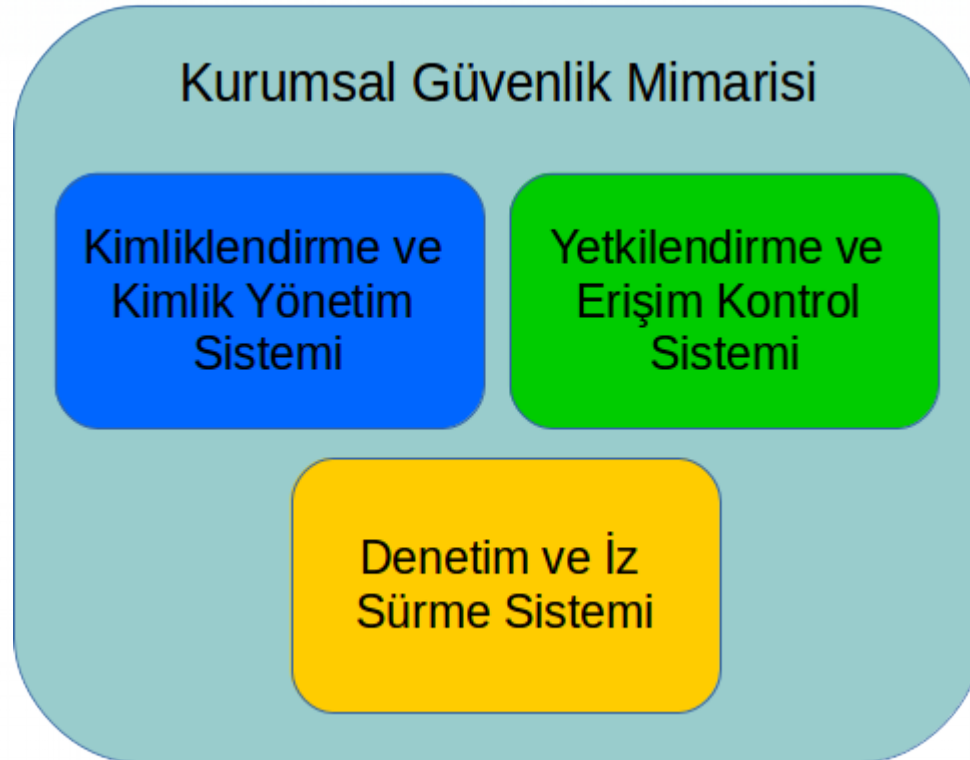 Kurumsal Güvenlik Mimarisi
Kimliklendirme ve
Kimlik Yönetim
Sistemi
Yetkilendirme ve
Erişim Kontrol
Sistemi
Denetim ve İz
Sürme Sistemi